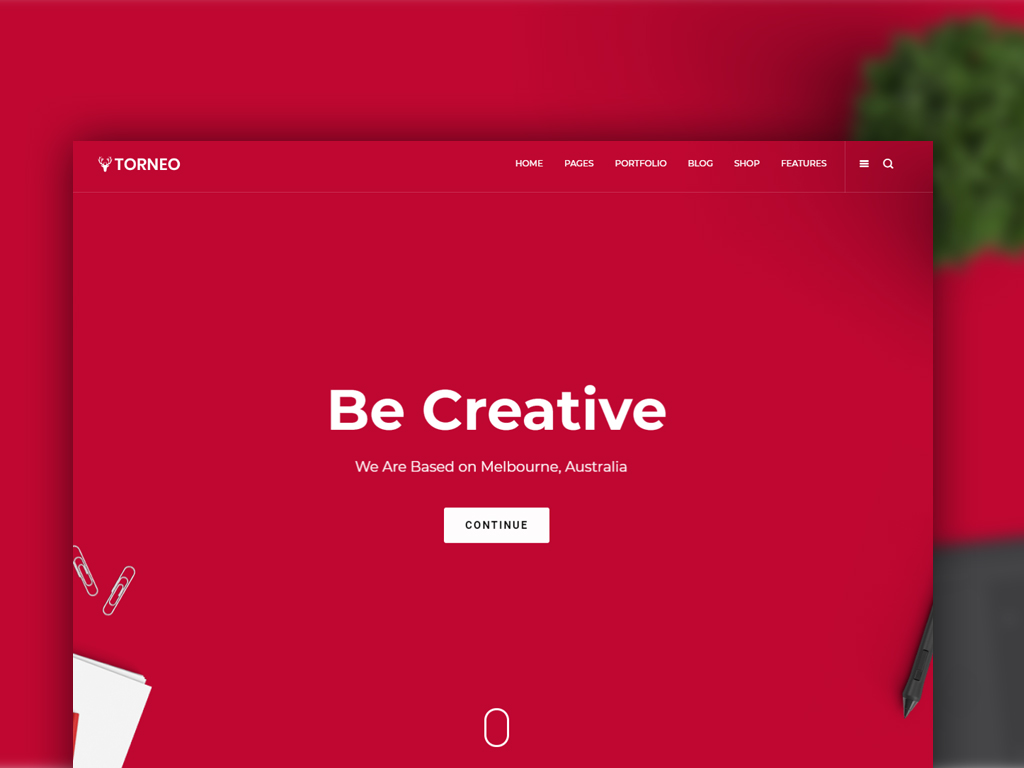 TORNEO
HOME PAGES PORTFOLIO BLOG SHOP FEATURES
Be Creative
We Are Based on Melbourne, Australia
CONTINUE